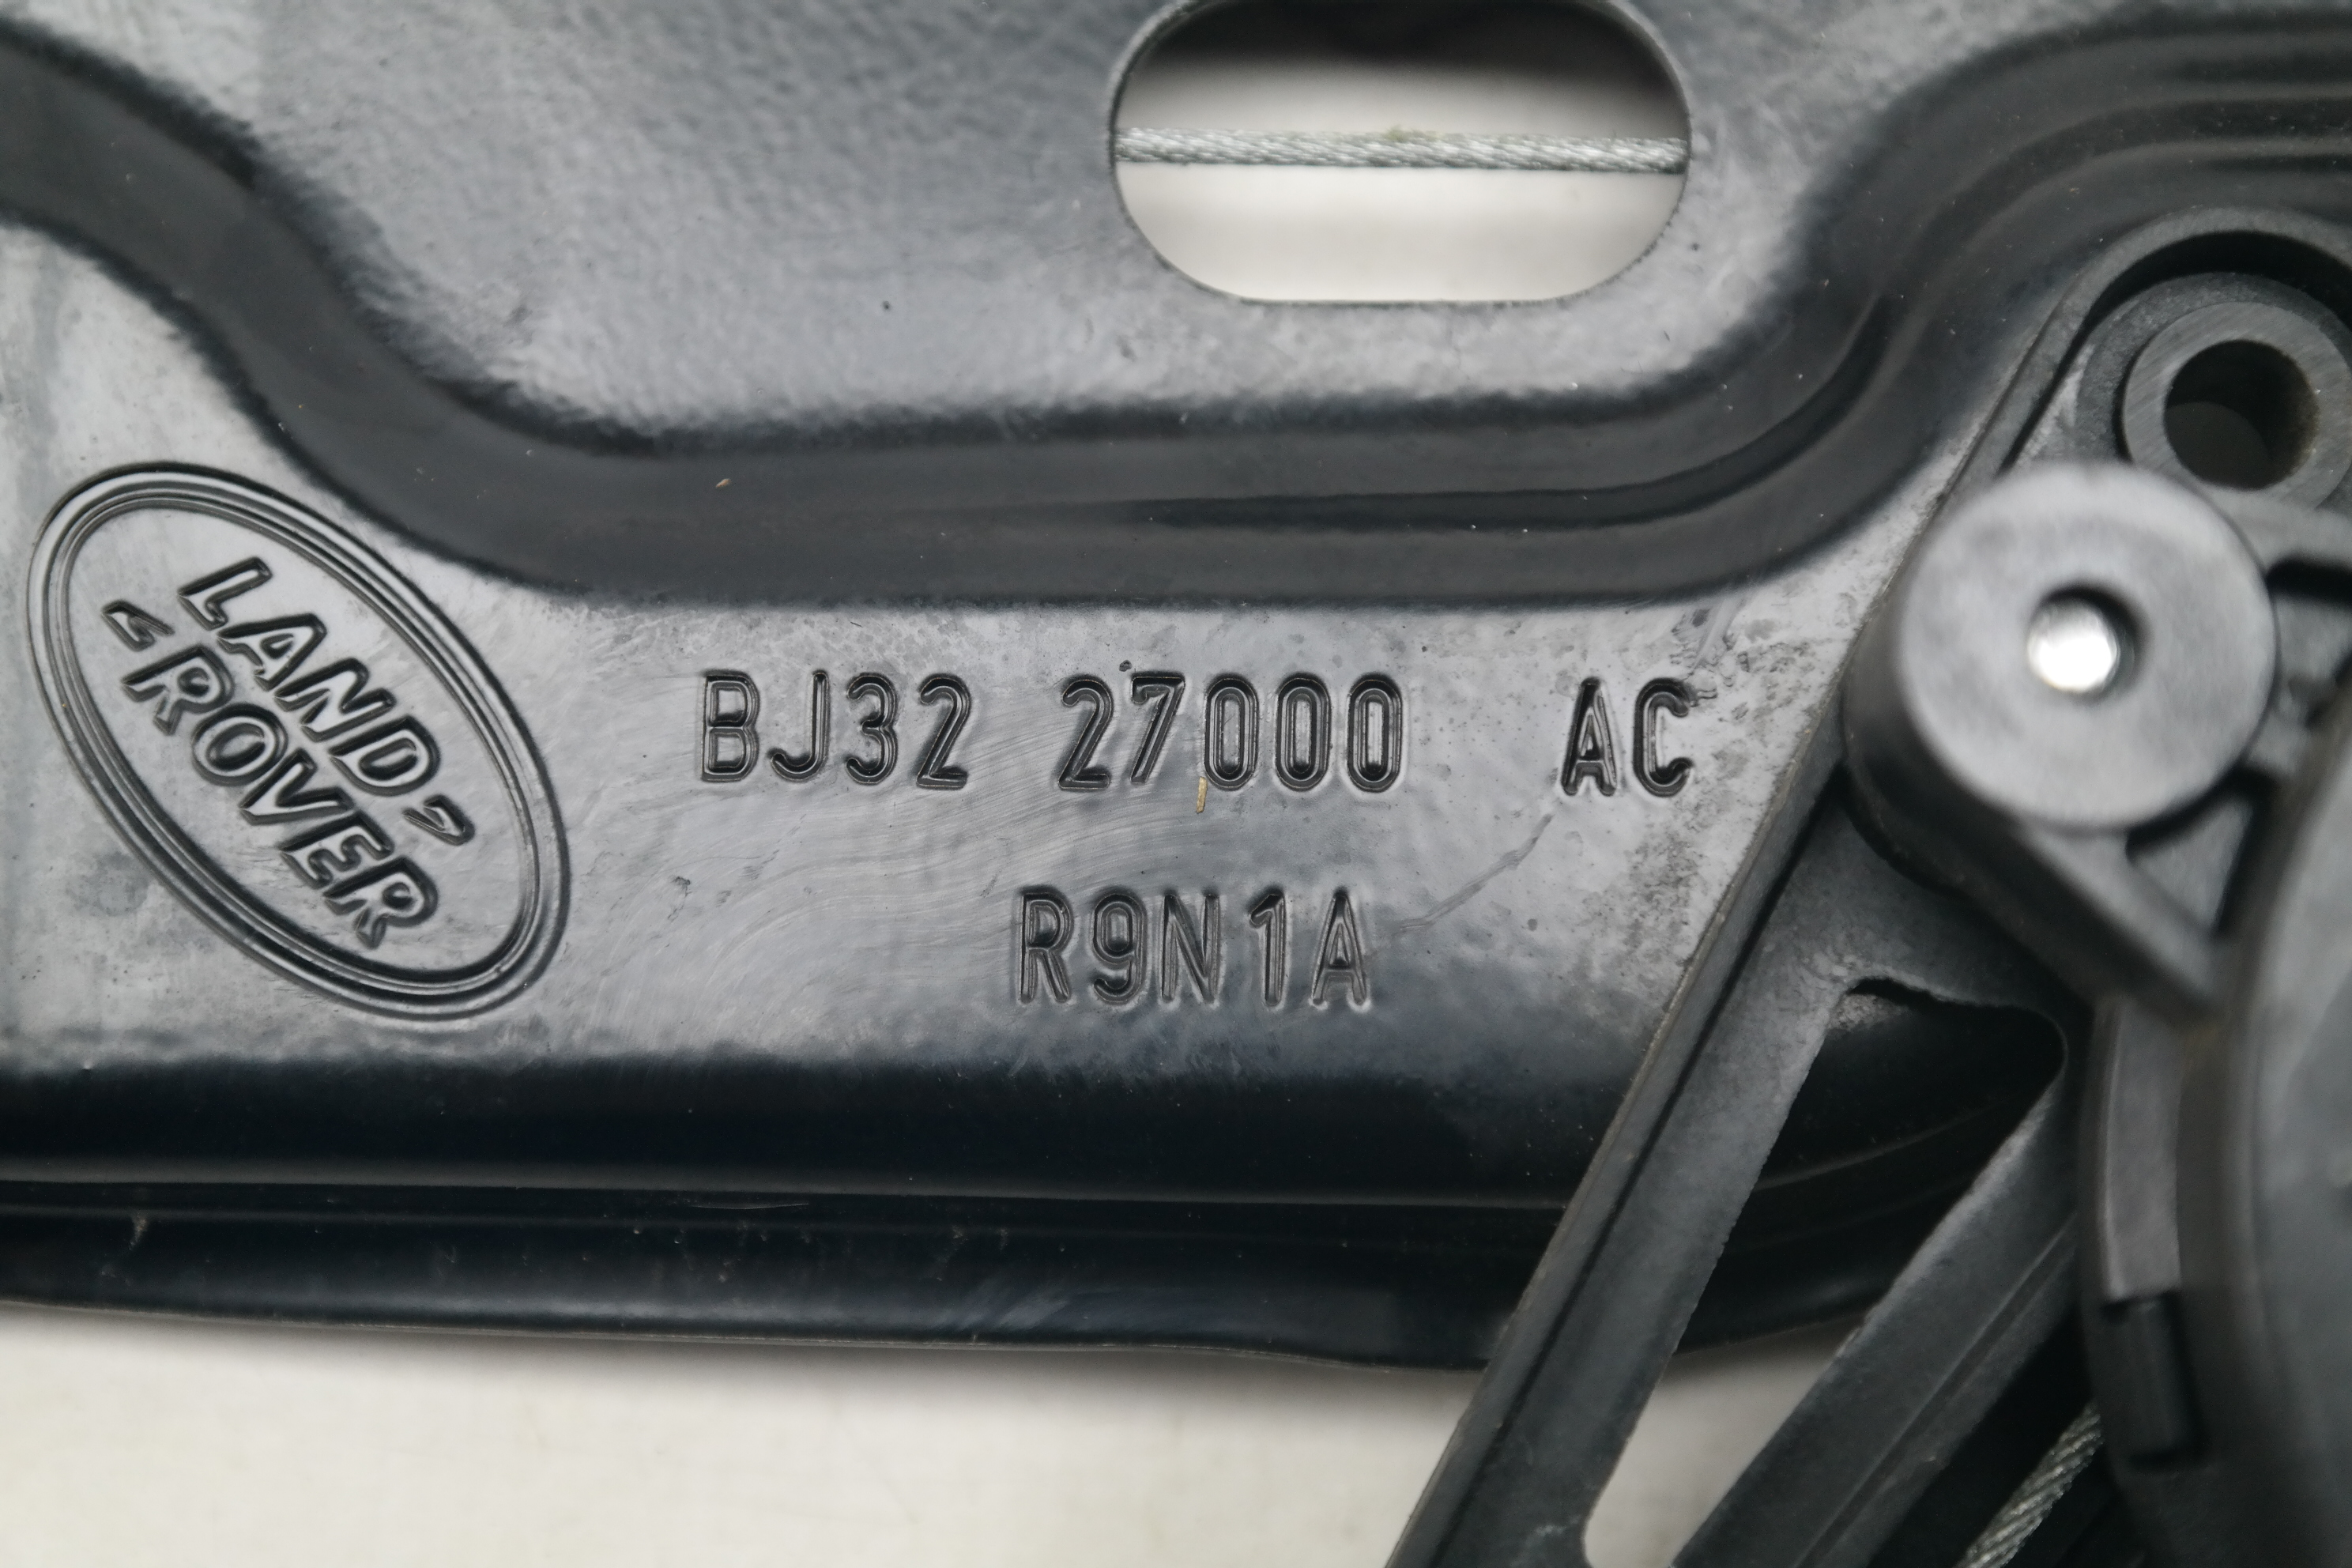 LAND
ROVER
BJ32 27000 AC
R9N1A